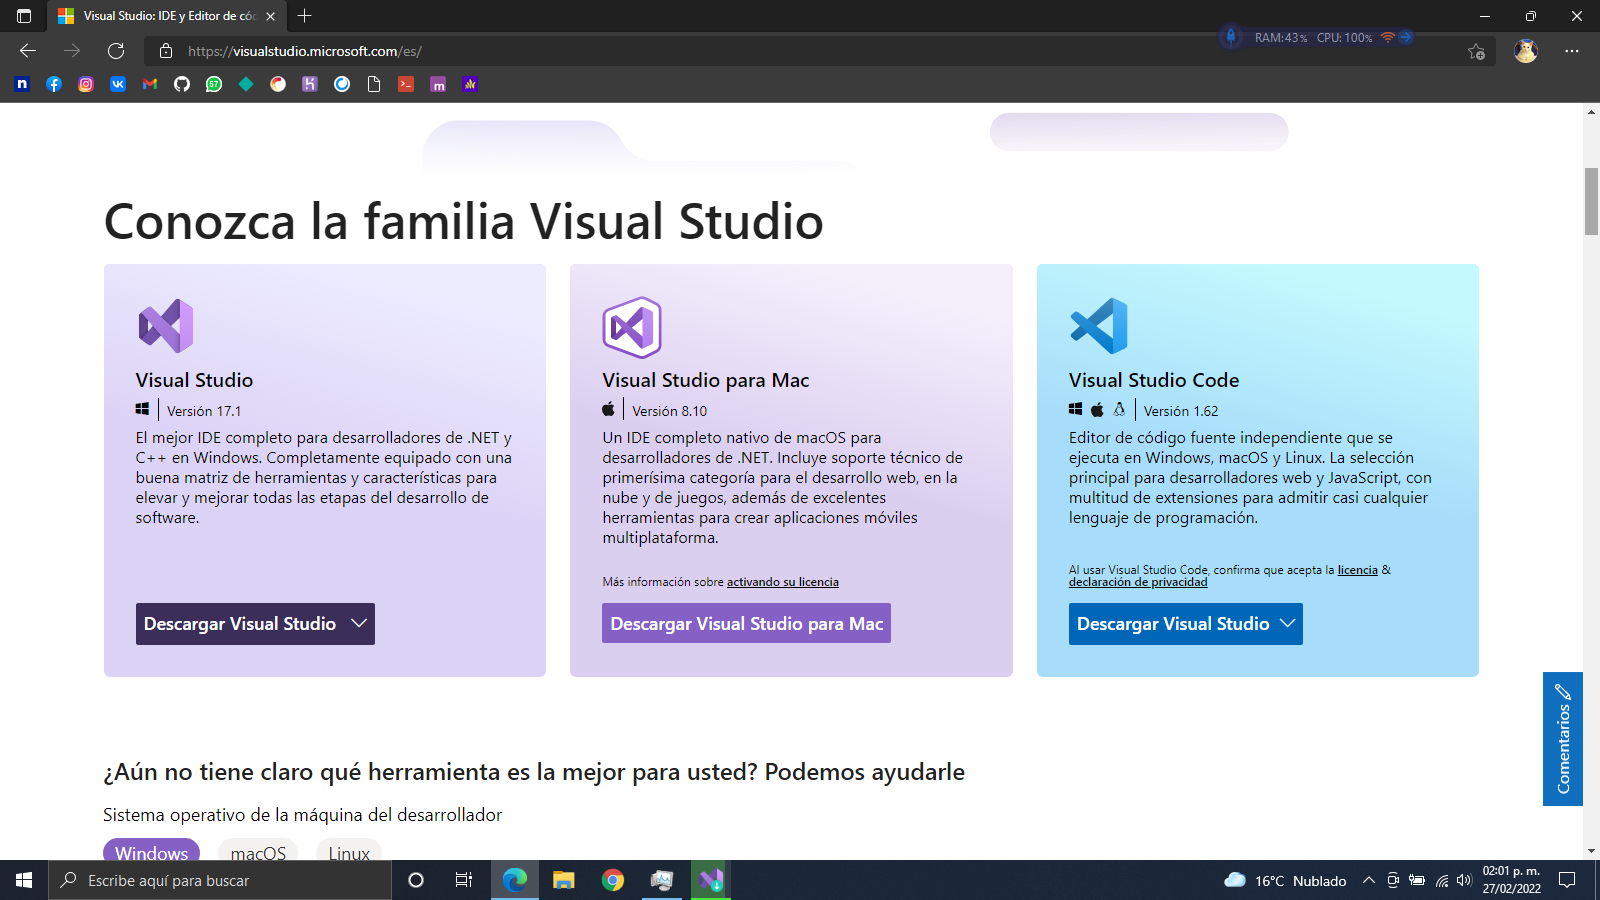 Visual Studio: IDE y Editor de có
https://visualstudio.microsoft.com/es/
RAM:43% CPU: 100%
Conozca la familia Visual Studio
Visual Studio
Versión 17.1
El mejor IDE completo para desarrolladores de .NET y
C++ en Windows. Completamente equipado con una
buena matriz de herramientas y características para
elevar y mejorar todas las etapas del desarrollo de
software.
Descargar Visual Studio
Visual Studio para Mac
Versión 8.10
Un IDE completo nativo de macOS para
desarrolladores de .NET. Incluye soporte técnico de
primerísima categoría para el desarrollo web, en la
nube y de juegos, además de excelentes
herramientas para crear aplicaciones móviles
multiplataforma.
Más información sobre activando su licencia
Descargar Visual Studio para Mac
Visual Studio Code
Versión 1.62
Editor de código fuente independiente que se
ejecuta en Windows, macOS y Linux. La selección
principal para desarrolladores web y JavaScript, con
multitud de extensiones para admitir casi cualquier
lenguaje de programación.
Al usar Visual Studio Code, confirma que acepta la licencia &
declaración de privacidad
Descargar Visual Studio
Comentarios
¿Aún no tiene claro qué herramienta es la mejor para usted? Podemos ayudarle
Sistema operativo de la máquina del desarrollador
Windows macOS Linux
Escribe aquí para buscar
16°C Nublado
02:01 p. m.
27/02/2022